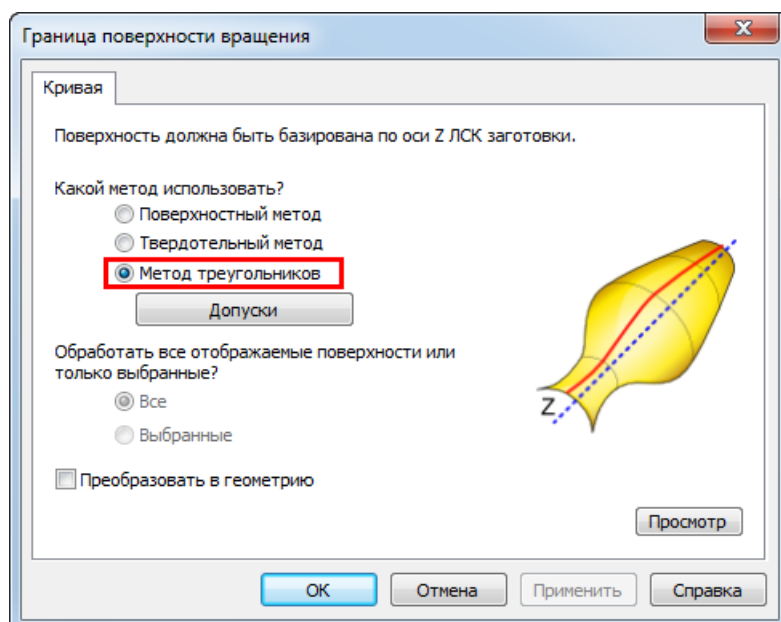 Граница поверхности вращения
Кривая
Поверхность должна быть базирована по оси Z ЛСК заготовки.
Какой метод использовать?
Поверхностный метод
Твердотельный метод
Метод треугольников
Допуски
Обработать все отображаемые поверхности или
только выбранные?
Все
Выбранные
Z
Преобразовать в геометрию
Просмотр
ОК Отмена Применить Справка